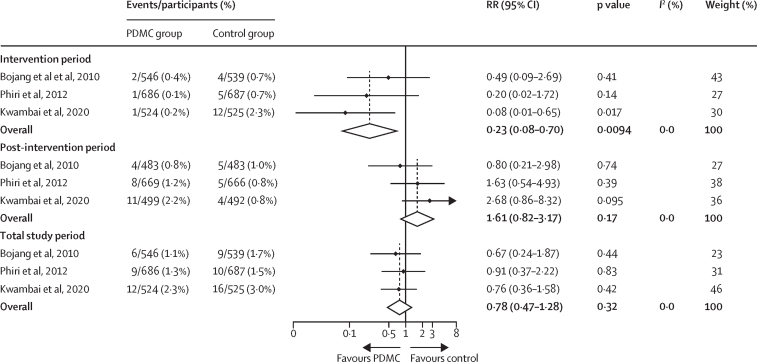 Events/participants (%) RR (95% CI) p value I² (%) Weight (%)
PDMC group Control group
Intervention period
Bojang et al et al, 2010 2/546 (0·4%) 4/539 (0·7%) 0·49 (0·09–2·69) 0·41 43
Phiri et al, 2012 1/686 (0·1%) 5/687 (0·7%) 0·20 (0·02–1·72) 0·14 27
Kwambai et al, 2020 1/524 (0·2%) 12/525 (2·3%) 0·08 (0·01–0·65) 0·017 30
Overall 0·23 (0·08–0·70) 0·0094 0·0 100
Post-intervention period
Bojang et al, 2010 4/483 (0·8%) 5/483 (1·0%) 0·80 (0·21–2·98) 0·74 27
Phiri et al, 2012 8/669 (1·2%) 5/666 (0·8%) 1·63 (0·54–4·93) 0·39 38
Kwambai et al, 2020 11/499 (2·2%) 4/492 (0·8%) 2·68 (0·86–8·32) 0·095 36
Overall 1·61 (0·82–3·17) 0·17 0·0 100
Total study period
Bojang et al, 2010 6/546 (1·1%) 9/539 (1·7%) 0·67 (0·24–1·87) 0·44 23
Phiri et al, 2012 9/686 (1·3%) 10/687 (1·5%) 0·91 (0·37–2·22) 0·83 31
Kwambai et al, 2020 12/524 (2·3%) 16/525 (3·0%) 0·76 (0·36–1·58) 0·42 46
Overall 0·78 (0·47–1·28) 0·32 0·0 100
0 0·1 0·5 1 2 3 8
Favours PDMC Favours control